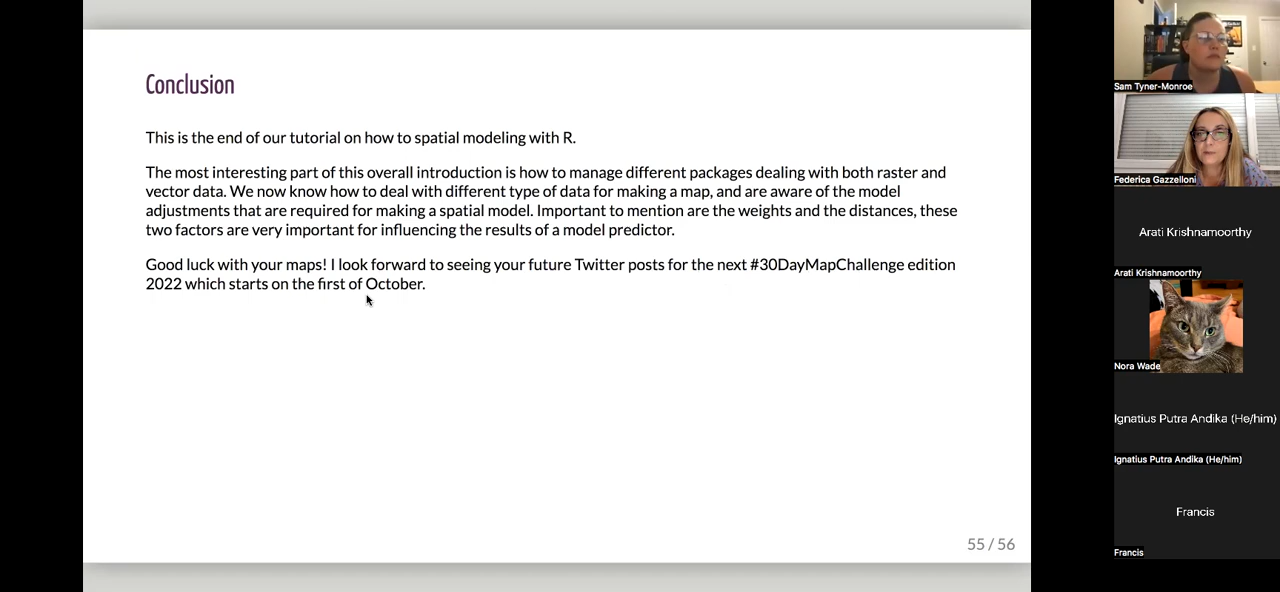 Conclusion
This is the end of our tutorial on how to spatial modeling with R.
The most interesting part of this overall introduction is how to manage different packages dealing with both raster and
vector data. We now know how to deal with different type of data for making a map, and are aware of the model
adjustments that are required for making a spatial model. Important to mention are the weights and the distances, these
two factors are very important for influencing the results of a model predictor.
Good luck with your maps! I look forward to seeing your future Twitter posts for the next #30DayMapChallenge edition
2022 which starts on the first of October.
55 / 56
Sam Tyner-Monroe
Federica Gazzelloni
Arati Krishnamoorthy
Arati Krishnamoorthy
Nora Wade
Ignatius Putra Andika (He/him)
Ignatius Putra Andika (He/him)
Francis
Francis